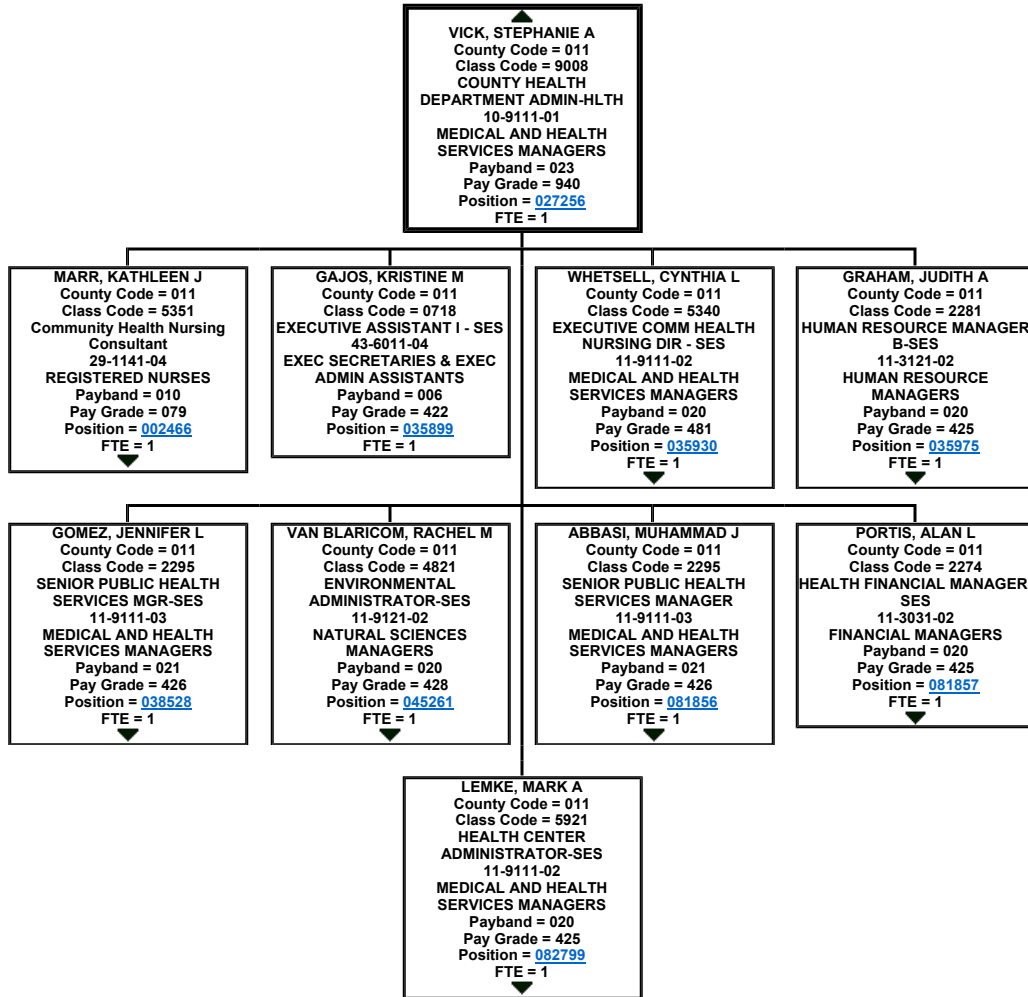 VICK, STEPHANIE A
County Code = 011
Class Code = 9008
COUNTY HEALTH
DEPARTMENT ADMIN-HLTH
10-9111-01
MEDICAL AND HEALTH
SERVICES MANAGERS
Payband = 023
Pay Grade = 940
Position = 027256
FTE = 1
MARR, KATHLEEN J
County Code = 011
Class Code = 5351
Community Health Nursing
Consultant
29-1141-04
REGISTERED NURSES
Payband = 010
Pay Grade = 079
Position = 002466
FTE = 1
GAJOS, KRISTINE M
County Code = 011
Class Code = 0718
EXECUTIVE ASSISTANT I - SES
43-6011-04
EXEC SECRETARIES & EXEC
ADMIN ASSISTANTS
Payband = 006
Pay Grade = 422
Position = 035899
FTE = 1
WHETSELL, CYNTHIA L
County Code = 011
Class Code = 5340
EXECUTIVE COMM HEALTH
NURSING DIR - SES
11-9111-02
MEDICAL AND HEALTH
SERVICES MANAGERS
Payband = 020
Pay Grade = 481
Position = 035930
FTE = 1
GRAHAM, JUDITH A
County Code = 011
Class Code = 2281
HUMAN RESOURCE MANAGER
B-SES
11-3121-02
HUMAN RESOURCE
MANAGERS
Payband = 020
Pay Grade = 425
Position = 035975
FTE = 1
GOMEZ, JENNIFER L
County Code = 011
Class Code = 2295
SENIOR PUBLIC HEALTH
SERVICES MGR-SES
11-9111-03
MEDICAL AND HEALTH
SERVICES MANAGERS
Payband = 021
Pay Grade = 426
Position = 038528
FTE = 1
VAN BLARICOM, RACHEL M
County Code = 011
Class Code = 4821
ENVIRONMENTAL
ADMINISTRATOR-SES
11-9121-02
NATURAL SCIENCES
MANAGERS
Payband = 020
Pay Grade = 428
Position = 045261
FTE = 1
ABBASI, MUHAMMAD J
County Code = 011
Class Code = 2295
SENIOR PUBLIC HEALTH
SERVICES MANAGER
11-9111-03
MEDICAL AND HEALTH
SERVICES MANAGERS
Payband = 021
Pay Grade = 426
Position = 081856
FTE = 1
PORTIS, ALAN L
County Code = 011
Class Code = 2274
HEALTH FINANCIAL MANAGER
SES
11-3031-02
FINANCIAL MANAGERS
Payband = 020
Pay Grade = 425
Position = 081857
FTE = 1
LEMKE, MARK A
County Code = 011
Class Code = 5921
HEALTH CENTER
ADMINISTRATOR-SES
11-9111-02
MEDICAL AND HEALTH
SERVICES MANAGERS
Payband = 020
Pay Grade = 425
Position = 082799
FTE = 1